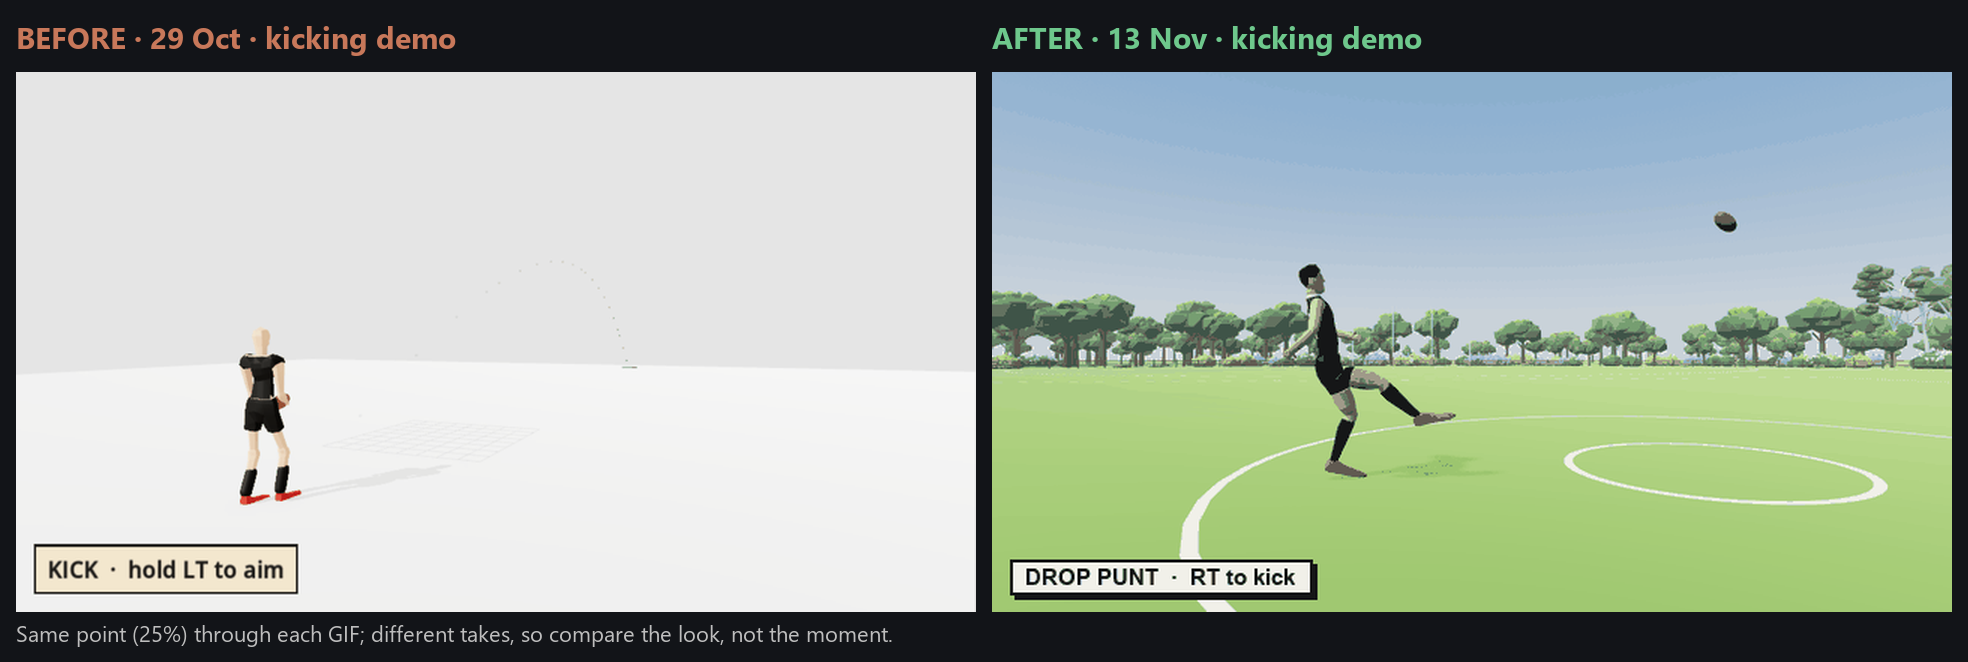 BEFORE · 29 Oct · kicking demo
AFTER · 13 Nov · kicking demo
KICK · hold LT to aim
DROP PUNT · RT to kick
Same point (25%) through each GIF; different takes, so compare the look, not the moment.